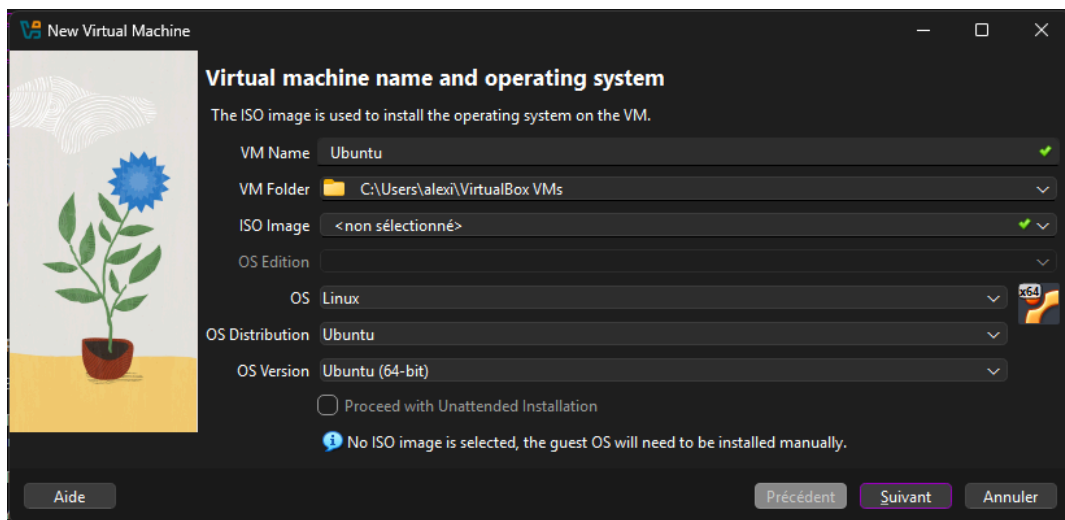 New Virtual Machine
Virtual machine name and operating system
The ISO image is used to install the operating system on the VM.
VM Name Ubuntu
VM Folder C:\Users\alexi\VirtualBox VMs
ISO Image <non sélectionné>
OS Edition
OS Linux
x64
OS Distribution Ubuntu
OS Version Ubuntu (64-bit)
Proceed with Unattended Installation
No ISO image is selected, the guest OS will need to be installed manually.
Aide Précédent Suivant Annuler